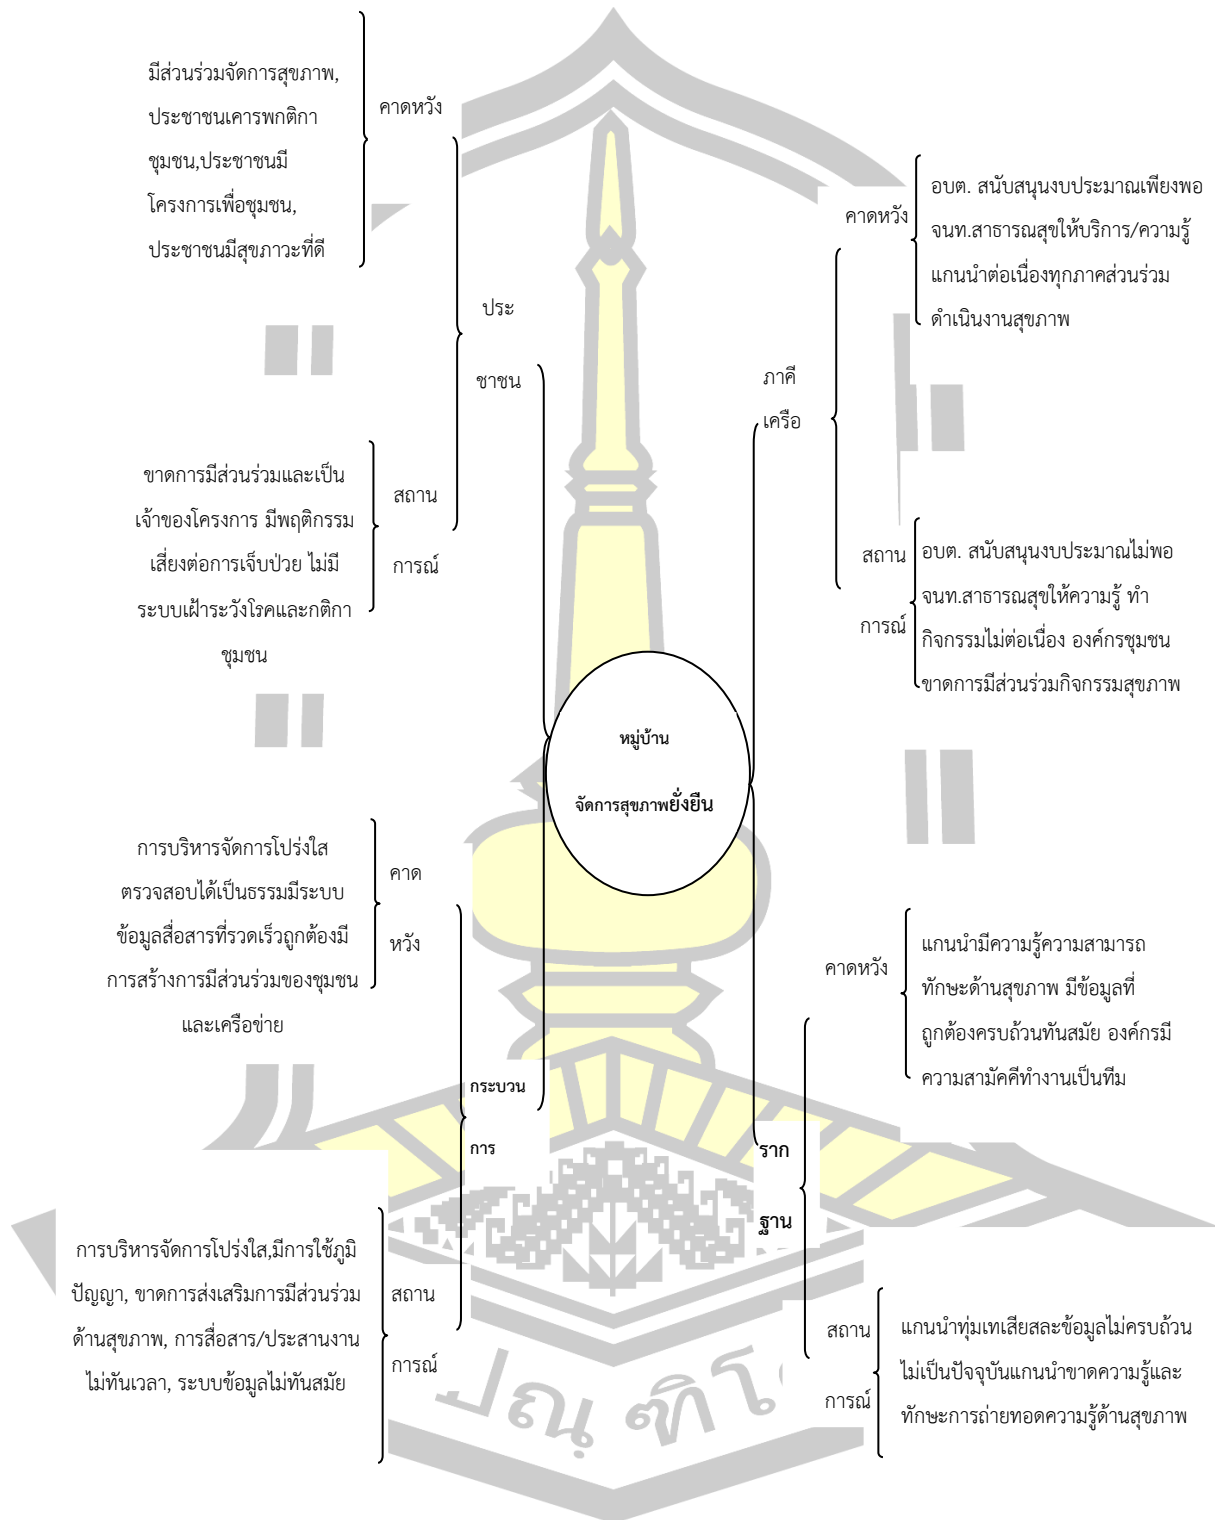 มีส่วนร่วมจัดการสุขภาพ,
ประชาชนเคารพกติกา
ชุมชน,ประชาชนมี
โครงการเพื่อชุมชน,
ประชาชนมีสุขภาวะที่ดี
คาดหวัง
ประ
ชาชน
ขาดการมีส่วนร่วมและเป็น
เจ้าของโครงการ มีพฤติกรรม
เสี่ยงต่อการเจ็บป่วย ไม่มี
ระบบเฝ้าระวังโรคและกติกา
ชุมชน
สถาน
การณ์
คาดหวัง
อบต. สนับสนุนงบประมาณเพียงพอ
จนท.สาธารณสุขให้บริการ/ความรู้
แกนนำต่อเนื่องทุกภาคส่วนร่วม
ดำเนินงานสุขภาพ
ภาคี
เครือ
สถาน
การณ์
อบต. สนับสนุนงบประมาณไม่พอ
จนท.สาธารณสุขให้ความรู้ ทำ
กิจกรรมไม่ต่อเนื่อง องค์กรชุมชน
ขาดการมีส่วนร่วมกิจกรรมสุขภาพ
หมู่บ้าน
จัดการสุขภาพยั่งยืน
การบริหารจัดการโปร่งใส
ตรวจสอบได้เป็นธรรมมีระบบ
ข้อมูลสื่อสารที่รวดเร็วถูกต้องมี
การสร้างการมีส่วนร่วมของชุมชน
และเครือข่าย
คาด
หวัง
กระบวน
การ
การบริหารจัดการโปร่งใส,มีการใช้ภูมิ
ปัญญา, ขาดการส่งเสริมการมีส่วนร่วม
ด้านสุขภาพ, การสื่อสาร/ประสานงาน
ไม่ทันเวลา, ระบบข้อมูลไม่ทันสมัย
สถาน
การณ์
คาดหวัง
แกนนำมีความรู้ความสามารถ
ทักษะด้านสุขภาพ มีข้อมูลที่
ถูกต้องครบถ้วนทันสมัย องค์กรมี
ความสามัคคีทำงานเป็นทีม
ราก
ฐาน
สถาน
การณ์
แกนนำทุ่มเทเสียสละข้อมูลไม่ครบถ้วน
ไม่เป็นปัจจุบันแกนนำขาดความรู้และ
ทักษะการถ่ายทอดความรู้ด้านสุขภาพ
ปณฺ ฑิโ